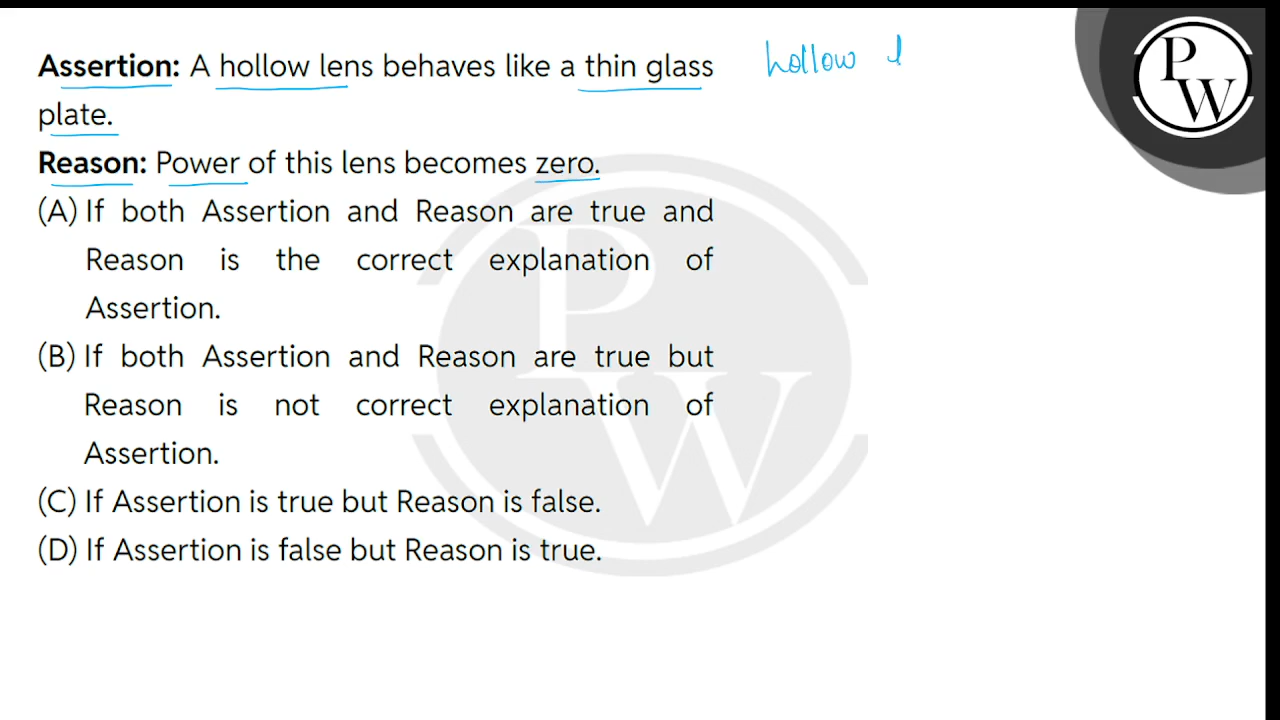 Assertion: A hollow lens behaves like a thin glass
plate.
Reason: Power of this lens becomes zero.
(A) If both Assertion and Reason are true and
Reason is the correct explanation of
Assertion.
(B) If both Assertion and Reason are true but
Reason is not correct explanation of
Assertion.
(C) If Assertion is true but Reason is false.
(D) If Assertion is false but Reason is true.
hollow l
P
W
P
W